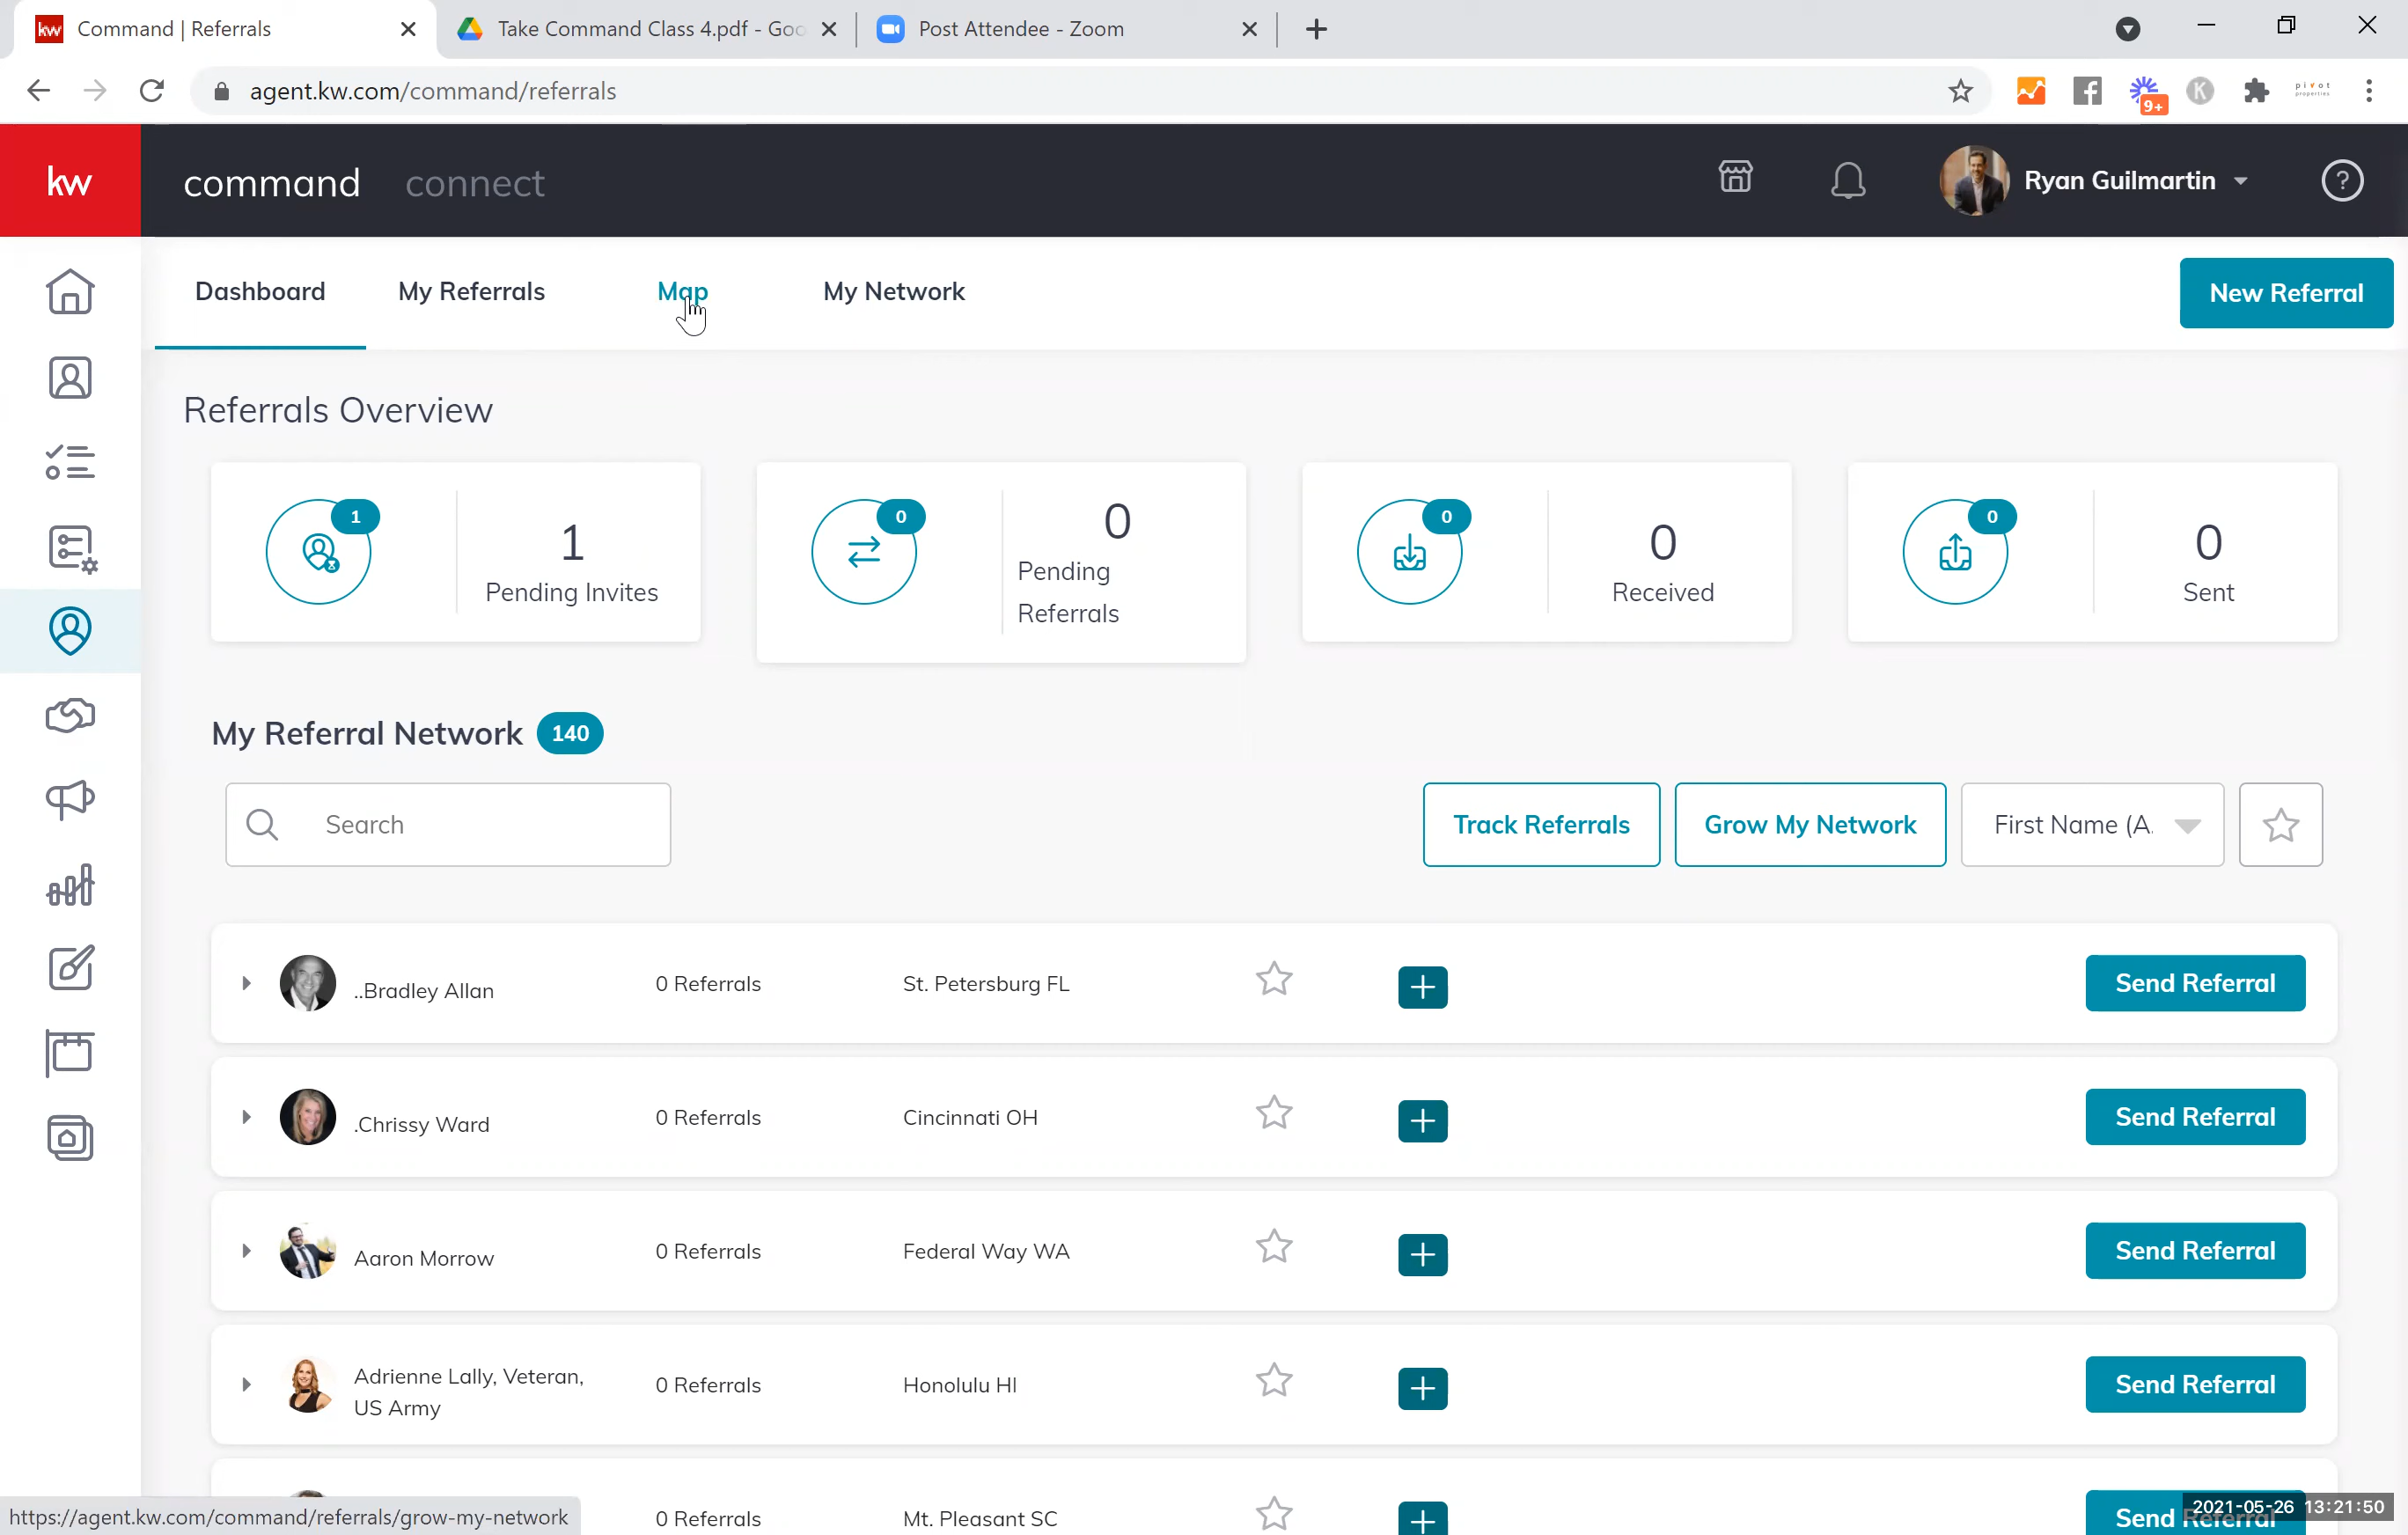 kw Command | Referrals
Take Command Class 4.pdf - Goo
Post Attendee - Zoom
agent.kw.com/command/referrals
9+
K
pivot
properties
kw
command connect
Ryan Guilmartin
?
Dashboard My Referrals Map My Network
New Referral
Referrals Overview
1
1
Pending Invites
0
0
Pending
Referrals
0
0
Received
0
0
Sent
My Referral Network 140
Search
Track Referrals
Grow My Network
First Name (A.
..Bradley Allan 0 Referrals St. Petersburg FL Send Referral
.Chrissy Ward 0 Referrals Cincinnati OH Send Referral
Aaron Morrow 0 Referrals Federal Way WA Send Referral
Adrienne Lally, Veteran,
US Army
0 Referrals Honolulu HI Send Referral
0 Referrals Mt. Pleasant SC Send Referral
https://agent.kw.com/command/referrals/grow-my-network
2021-05-26 13:21:50